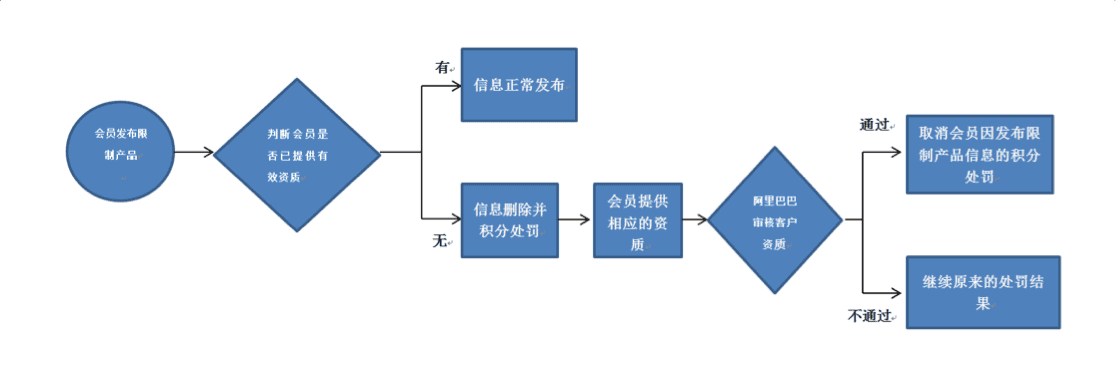 会员发布限
制产品
判断会员是
否已提供有
效资质
有
信息正常发布
无
信息删除并
积分处罚
会员提供
相应的资
质
阿里巴巴
审核客户
资质
通过
取消会员因发布限
制产品信息的积分
处罚
不通过
继续原来的处罚结
果